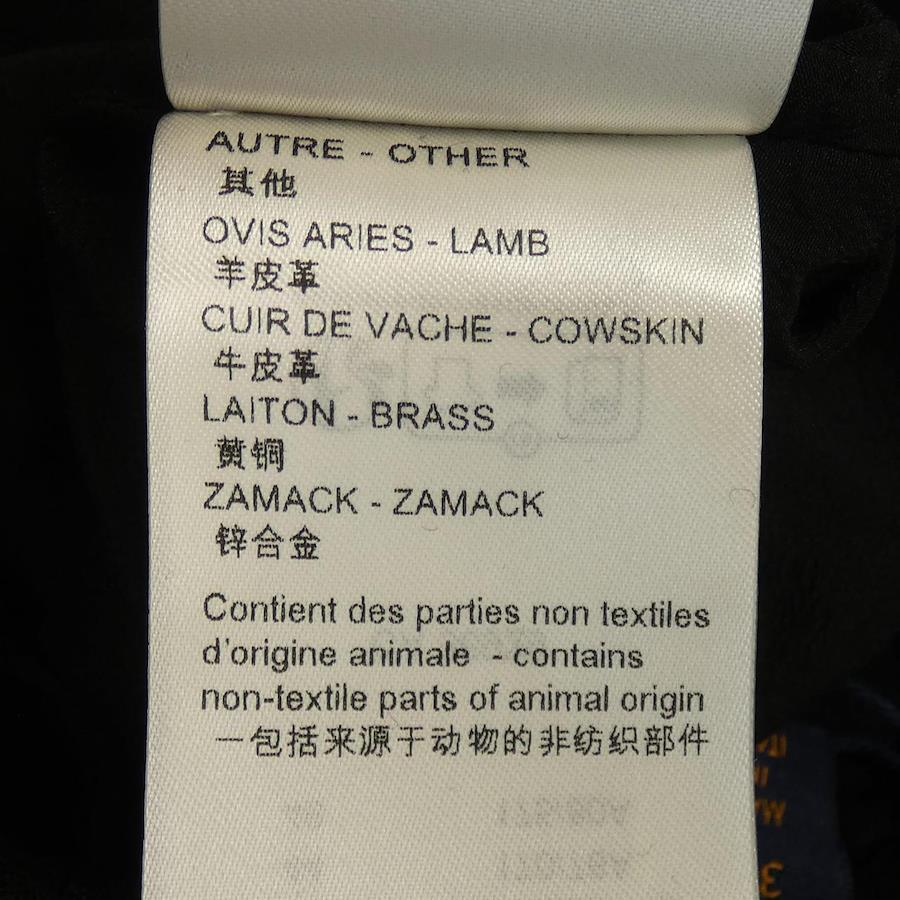 AUTRE - OTHER
其他
OVIS ARIES - LAMB
羊皮革
CUIR DE VACHE - COWSKIN
牛皮革
LAITON - BRASS
黄铜
ZAMACK - ZAMACK
锌合金
Contient des parties non textiles
d'origine animale - contains
non-textile parts of animal origin
一包括来源于动物的非纺织部件